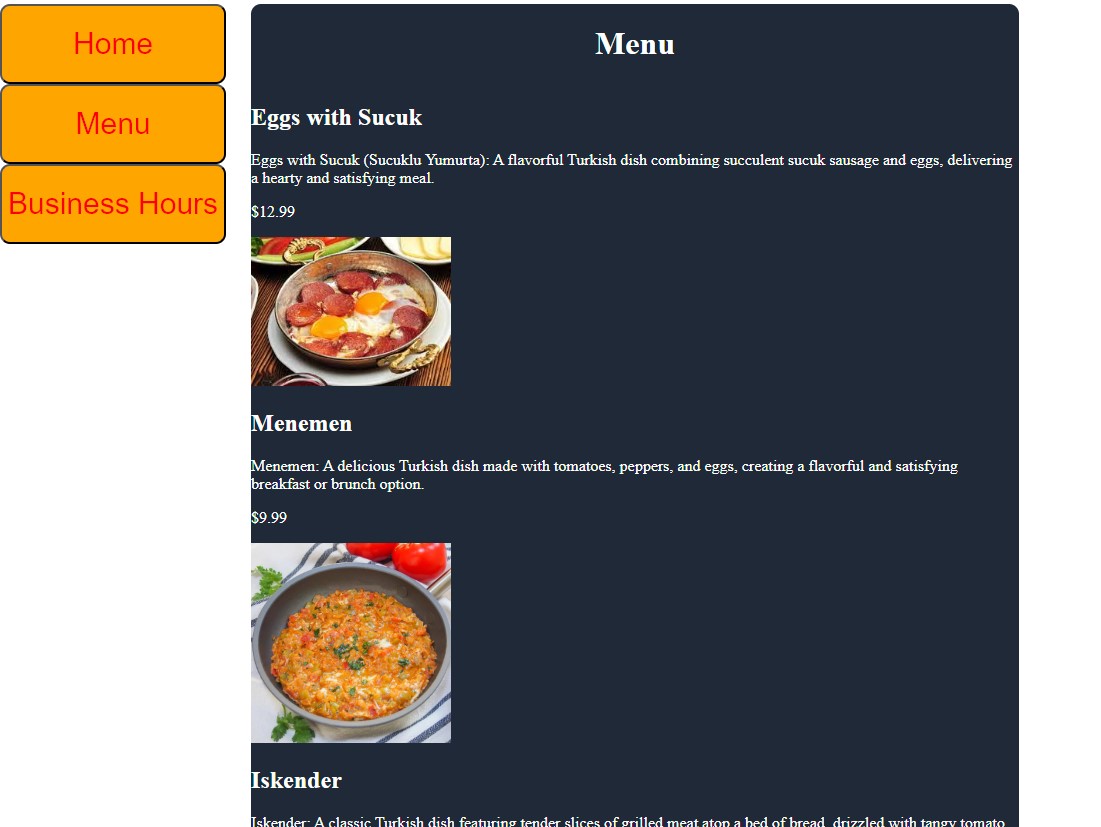 Home
Menu
Business Hours
Menu
Eggs with Sucuk
Eggs with Sucuk (Sucuklu Yumurta): A flavorful Turkish dish combining succulent sucuk sausage and eggs, delivering
a hearty and satisfying meal.
$12.99
Menemen
Menemen: A delicious Turkish dish made with tomatoes, peppers, and eggs, creating a flavorful and satisfying
breakfast or brunch option.
$9.99
Iskender
Iskender: A classic Turkish dish featuring tender slices of grilled meat atop a bed of bread, drizzled with tangy tomato